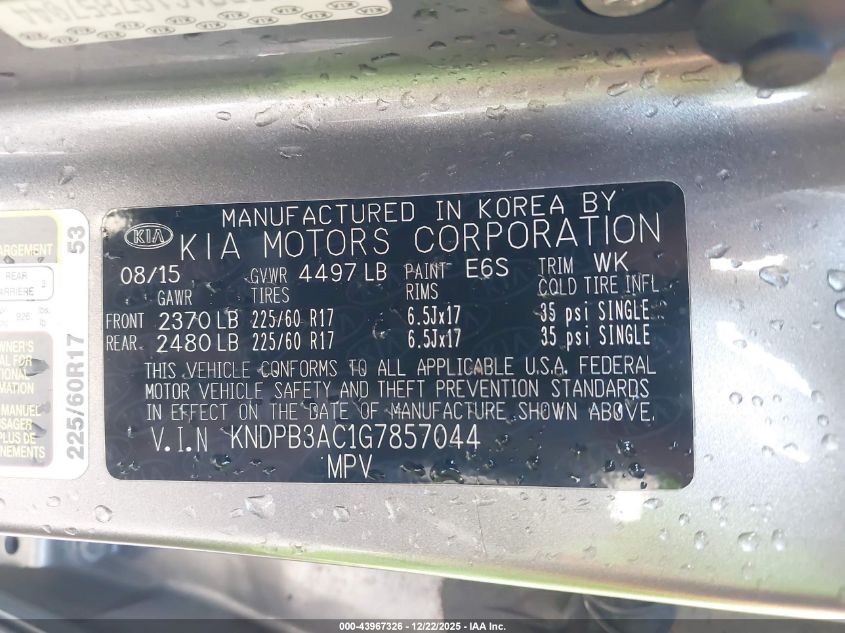 MANUFACTURED IN KOREA BY
KIA KIA MOTORS CORPORATION
08/15 GVWR 4497 LB PAINT E6S TRIM WK
GAWR TIRES RIMS COLD TIRE INFL
FRONT 2370 LB 225/60 R17 6.5Jx17 35 psi SINGLE
REAR 2480 LB 225/60 R17 6.5Jx17 35 psi SINGLE
THIS VEHICLE CONFORMS TO ALL APPLICABLE U.S.A. FEDERAL
MOTOR VEHICLE SAFETY AND THEFT PREVENTION STANDARDS
IN EFFECT ON THE DATE OF MANUFACTURE SHOWN ABOVE.
V.I.N KNDPB3AC1G7857044
MPV
53
225/60R17
REAR
3
000-43967326 - 12/22/2025 - IAA Inc.